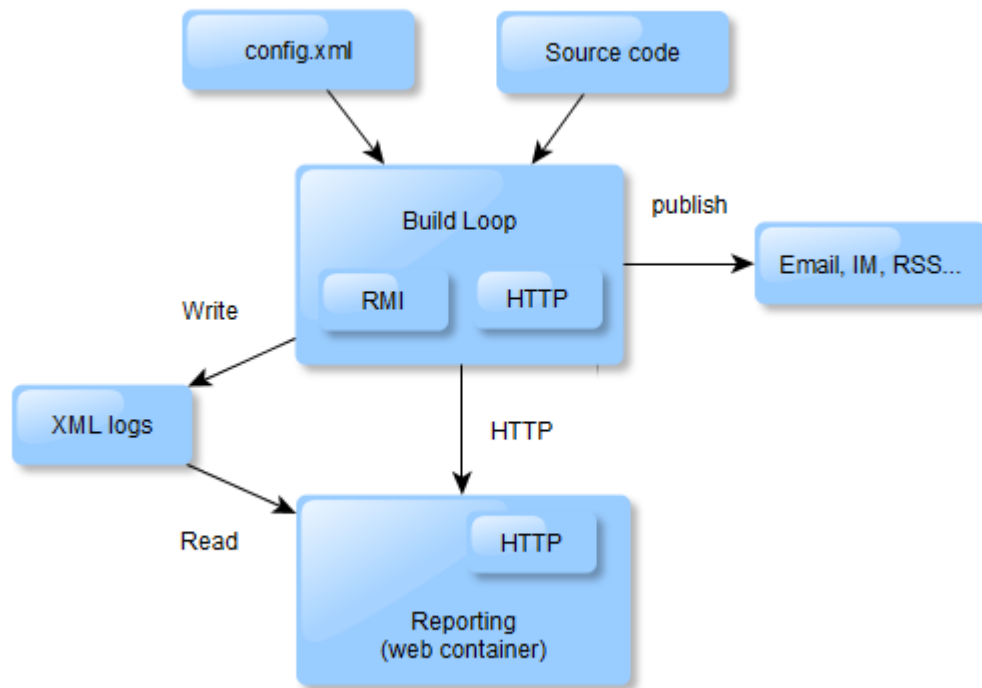 config.xml
Source code
Build Loop
publish
RMI
HTTP
Email, IM, RSS...
Write
XML logs
HTTP
Read
HTTP
Reporting
(web container)